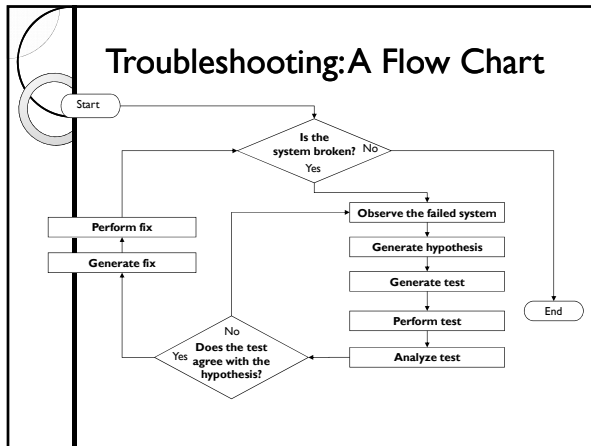 Troubleshooting: A Flow Chart
Start
Is the
system broken?
No
Yes
Observe the failed system
Generate hypothesis
Generate test
Perform test
Analyze test
No
Does the test
Yes
agree with the
hypothesis?
Perform fix
Generate fix
End